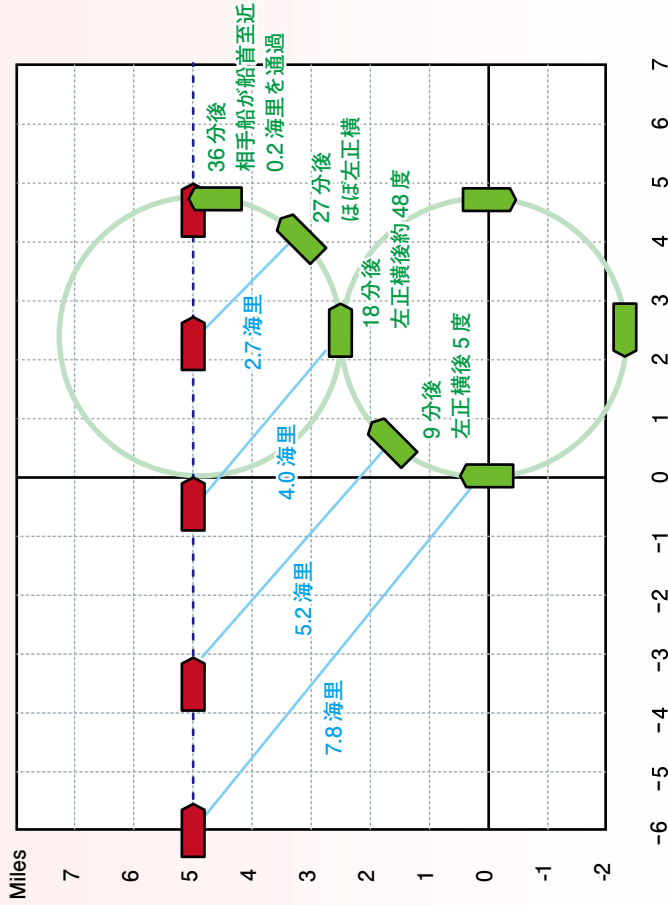 Miles
7
6
5
4
3
2
1
0
-1
-2
-6
-5
-4
-3
-2
-1
0
1
2
3
4
5
6
7
7.8 海里
5.2 海里
4.0 海里
2.7 海里
9 分後
左正横後 5 度
18 分後
左正横後約 48 度
27 分後
ほぼ左正横
36 分後
相手船が船首至近
0.2 海里を通過